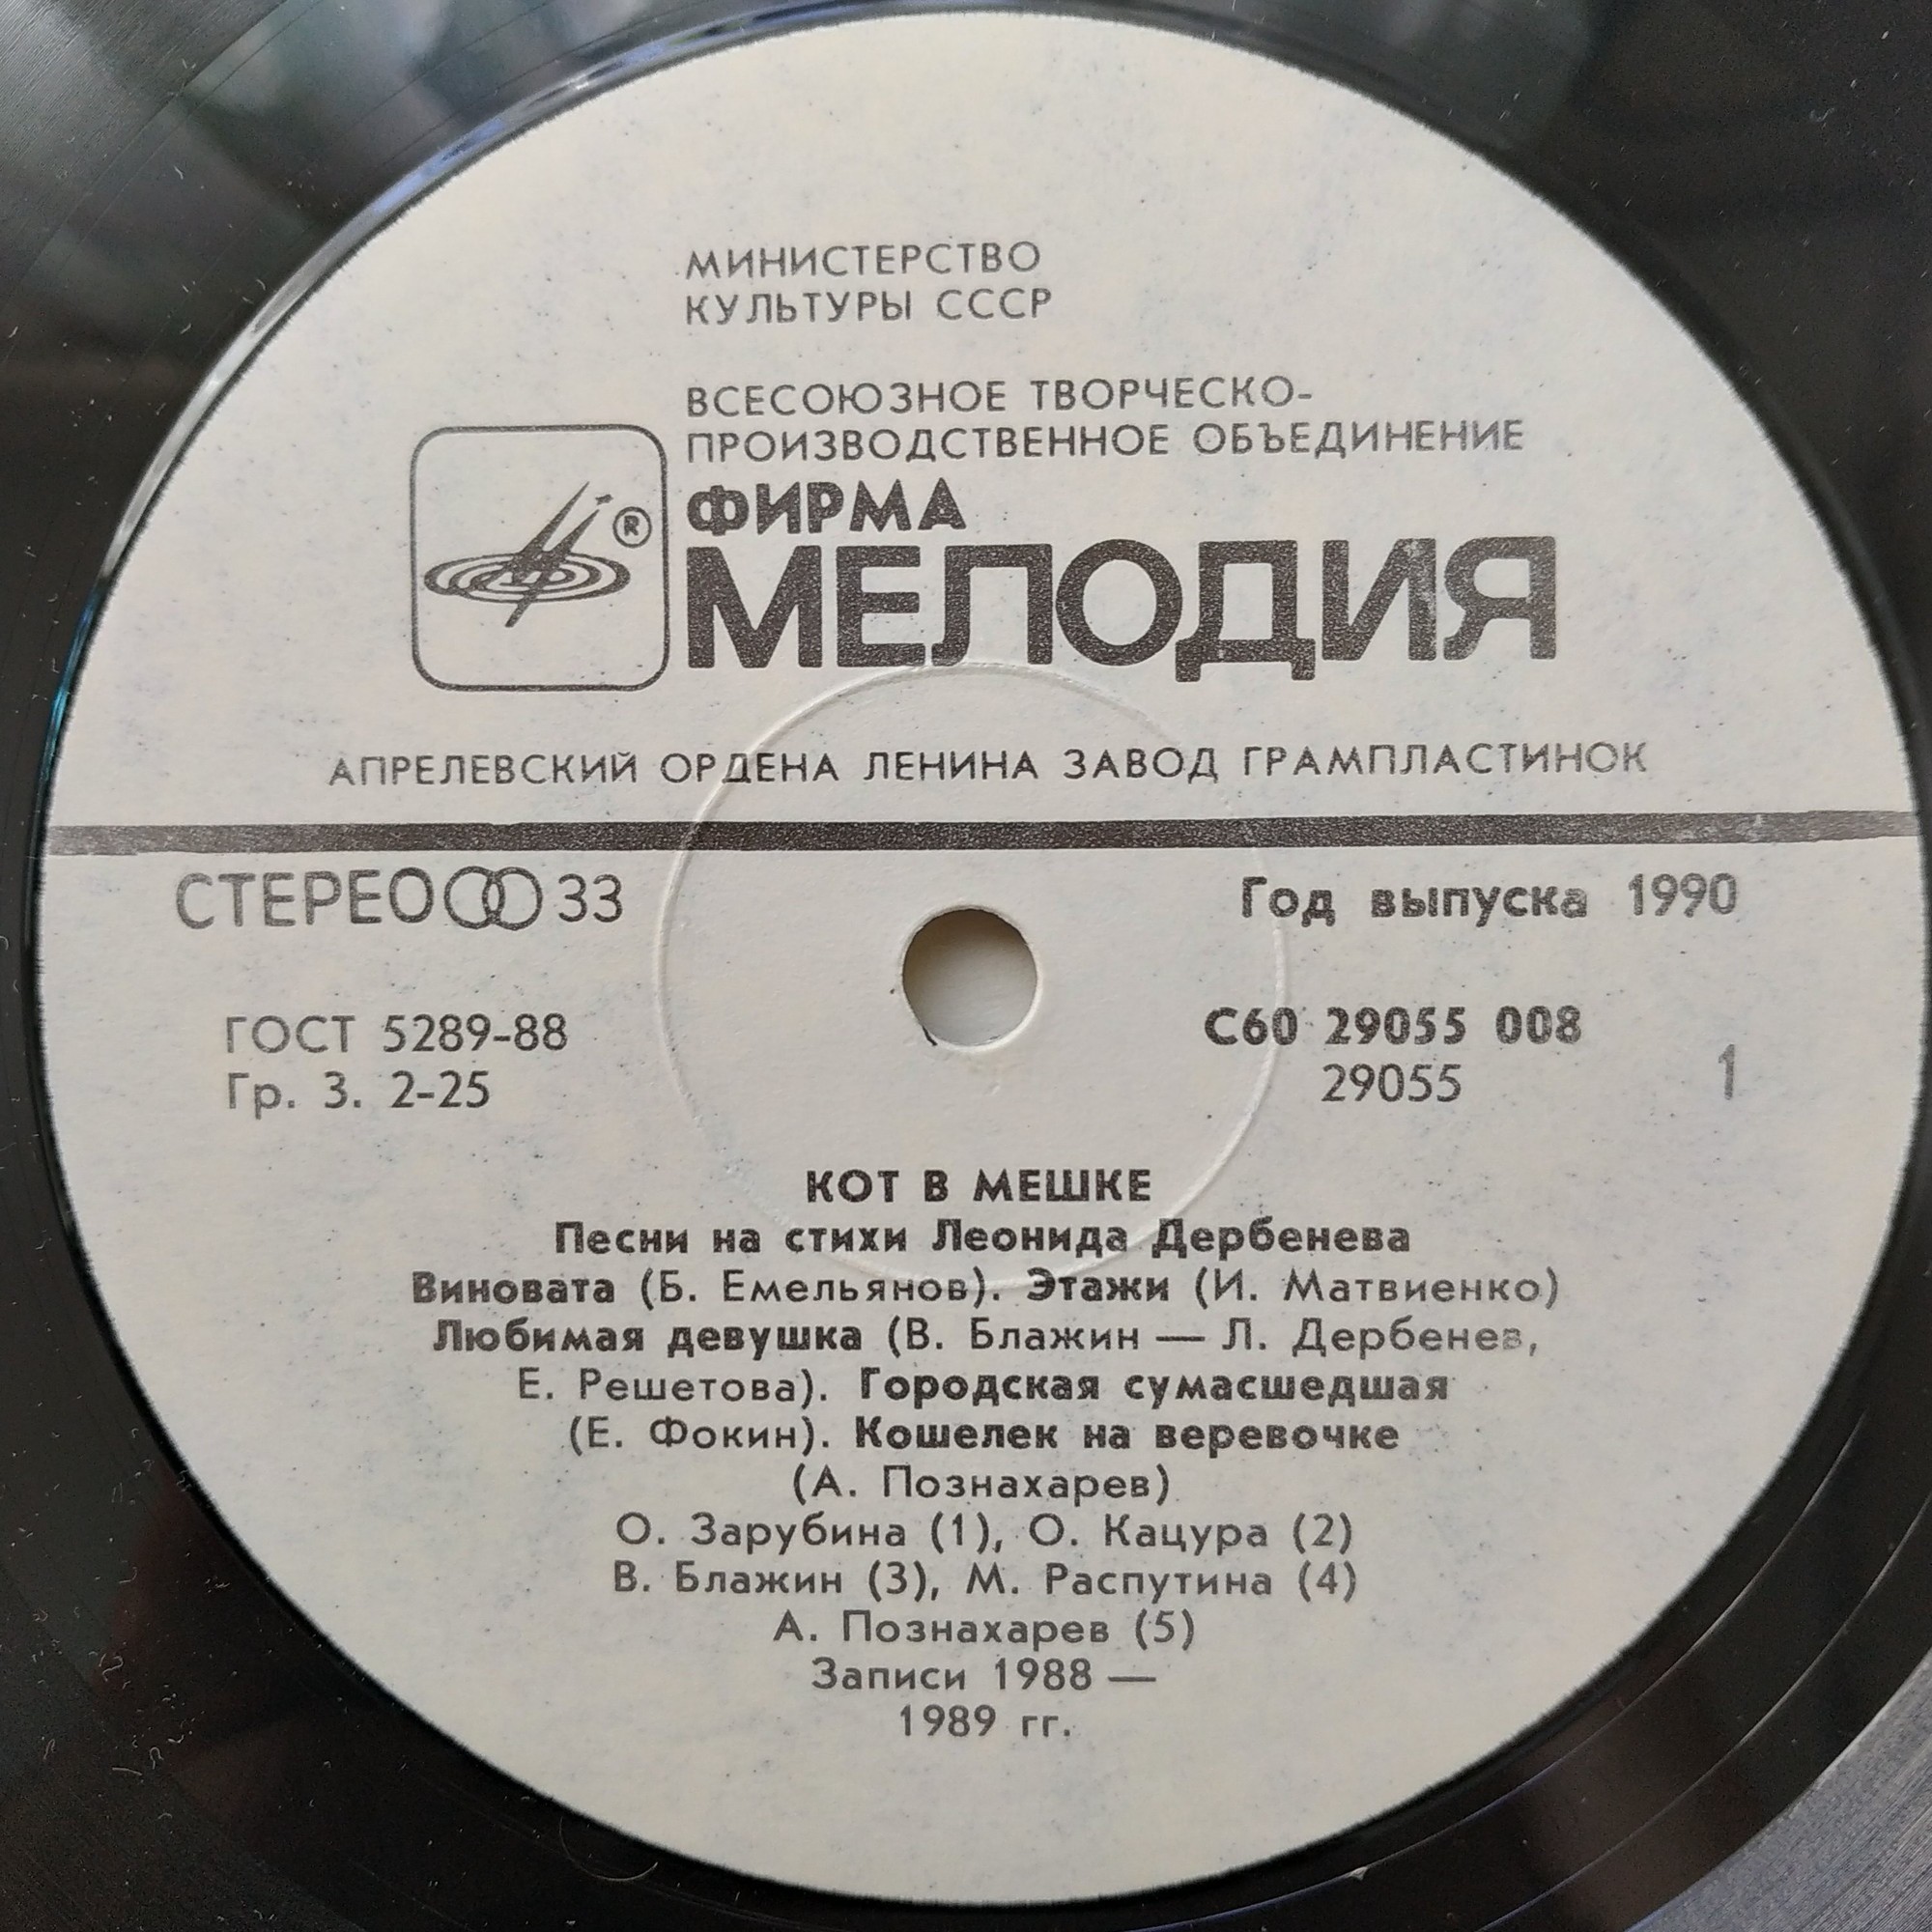 МИНИСТЕРСТВО
КУЛЬТУРЫ СССР
ВСЕСОЮЗНОЕ ТВОРЧЕСКО-
ПРОИЗВОДСТВЕННОЕ ОБЪЕДИНЕНИЕ
®
ФИРМА
МЕЛОДИЯ
АПРЕЛЕВСКИЙ ОРДЕНА ЛЕНИНА ЗАВОД ГРАМПЛАСТИНОК
СТЕРЕО 33
Год выпуска 1990
ГОСТ 5289-88
Гр. 3. 2-25
С60 29055 008
29055
1
КОТ В МЕШКЕ
Песни на стихи Леонида Дербенева
Виновата (Б. Емельянов). Этажи (И. Матвиенко)
Любимая девушка (В. Блажин — Л. Дербенев,
Е. Решетова). Городская сумасшедшая
(Е. Фокин). Кошелек на веревочке
(А. Познахарев)
О. Зарубина (1), О. Кацура (2)
В. Блажин (3), М. Распутина (4)
А. Познахарев (5)
Записи 1988 —
1989 гг.